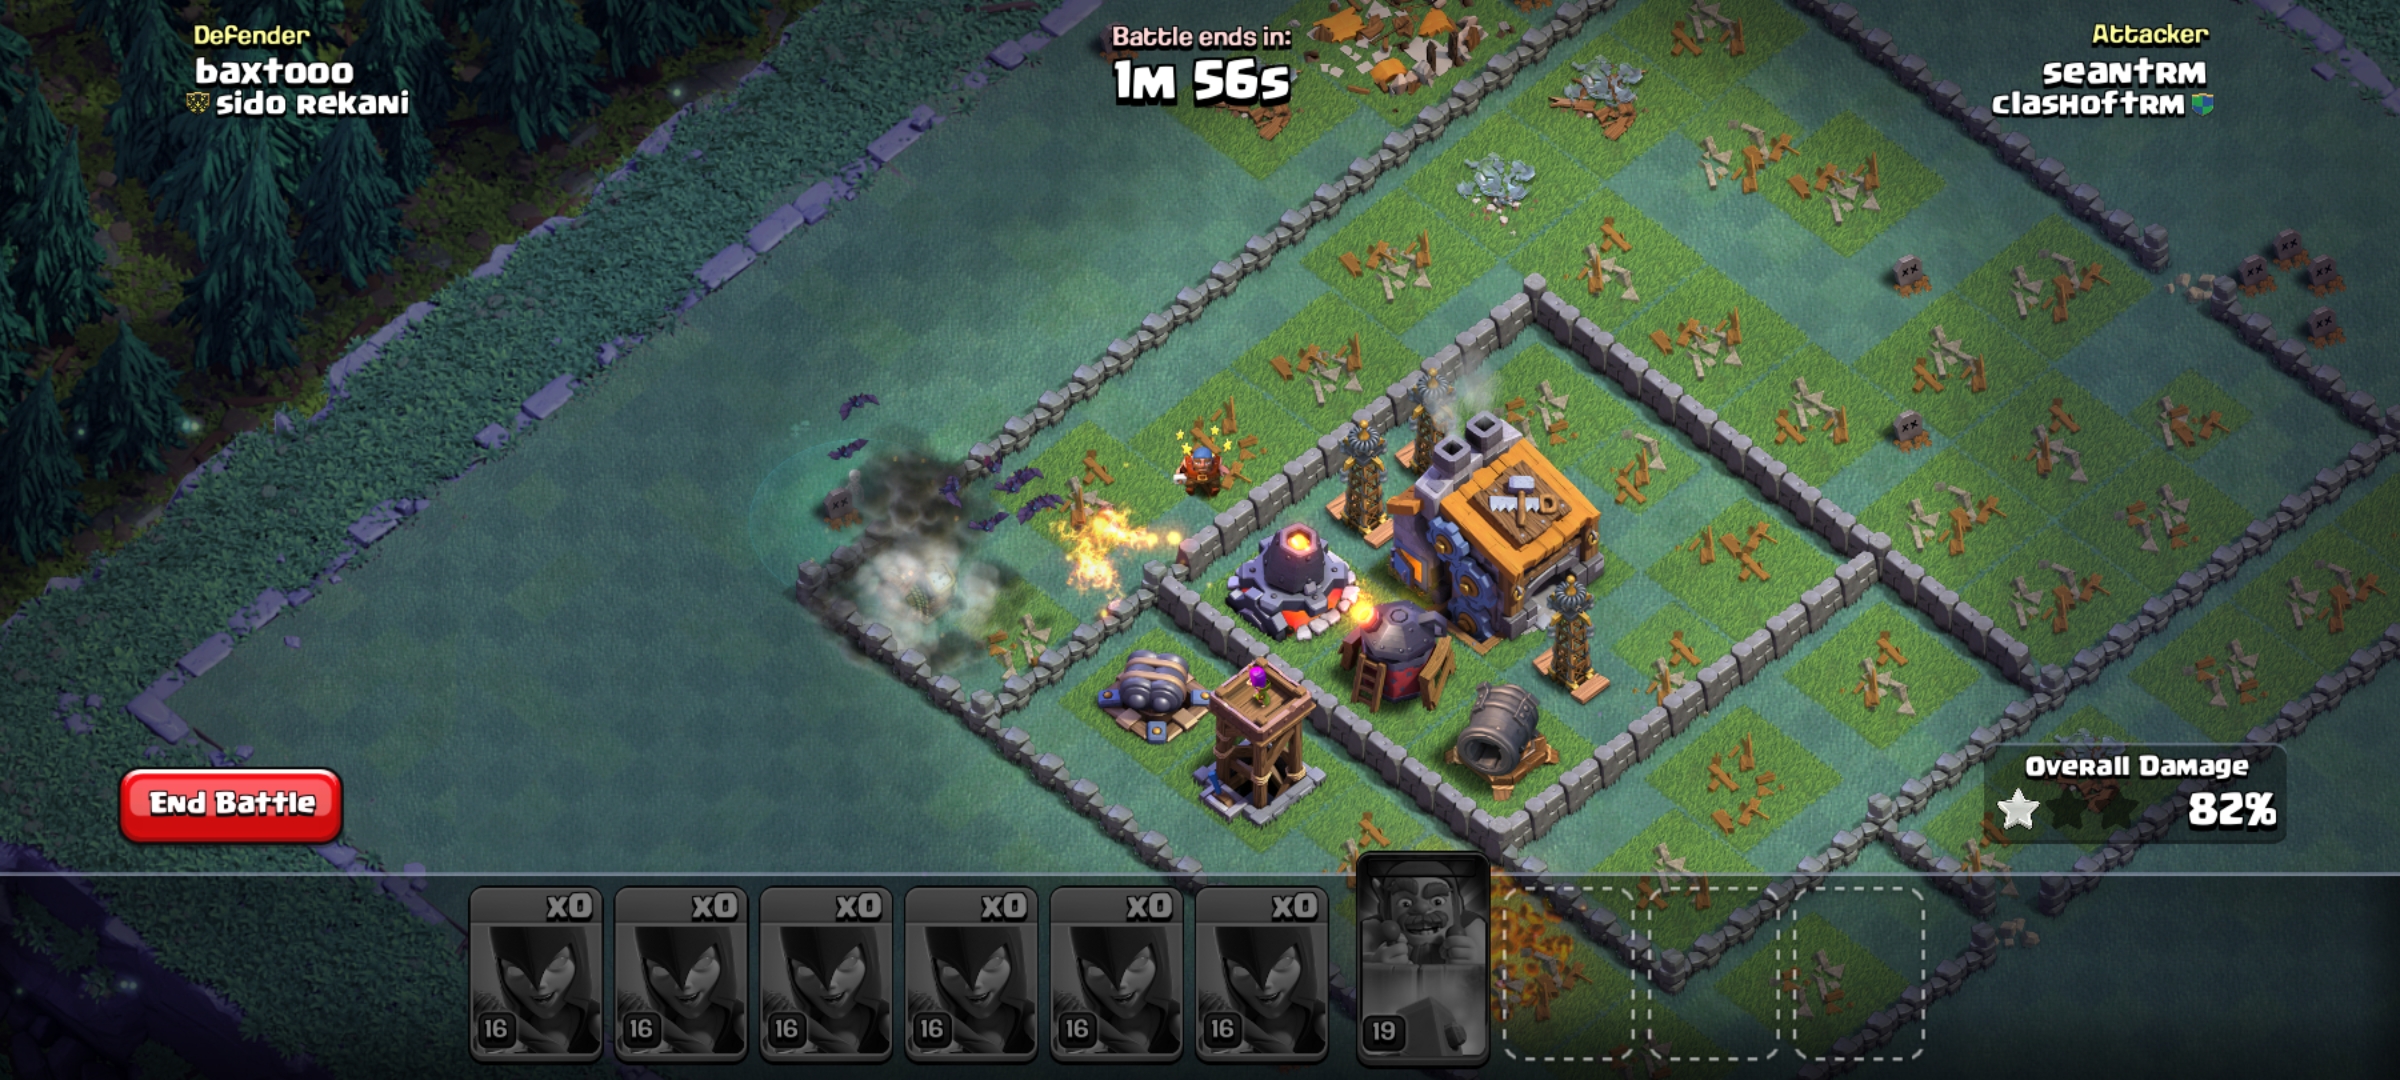 Defender
baxtooo
sido rekani
Battle ends in:
1M 56s
Attacker
seantRM
clashoftRM
End Battle
Overall Damage
82%
x0
x0
x0
x0
x0
x0
16
16
16
16
16
16
19